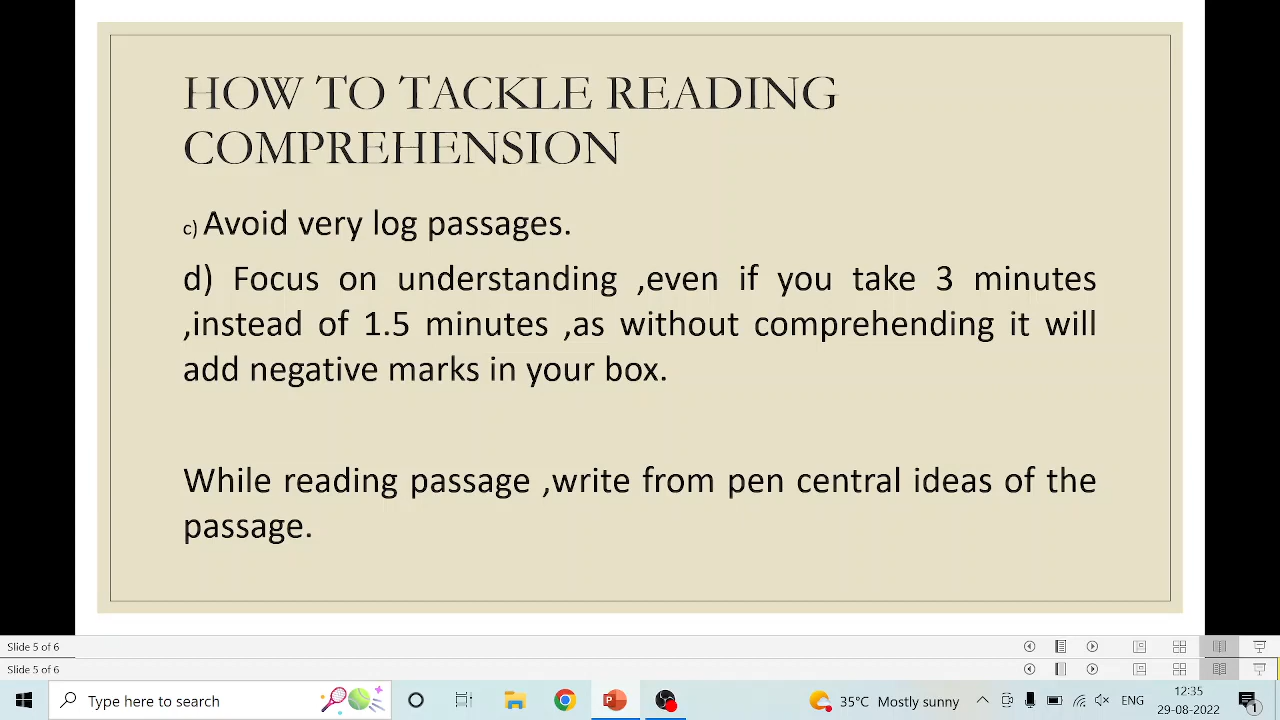 HOW TO TACKLE READING
COMPREHENSION
c) Avoid very log passages.
d) Focus on understanding ,even if you take 3 minutes
,instead of 1.5 minutes ,as without comprehending it will
add negative marks in your box.
While reading passage ,write from pen central ideas of the
passage.
Slide 5 of 6
Slide 5 of 6
Type here to search
35°C Mostly sunny
ENG
12:35
29-08-2022
1